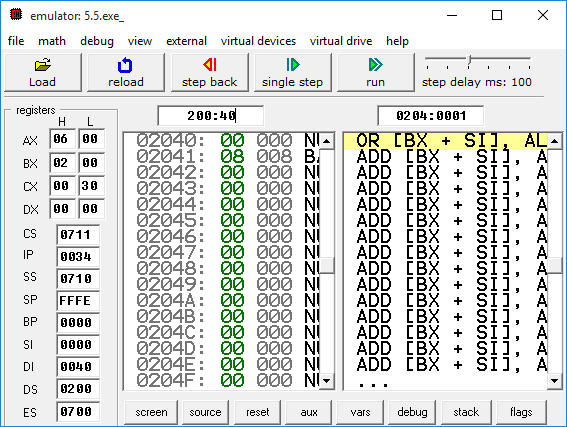 emulator: 5.5.exe_
file math debug view external virtual devices virtual drive help
Load reload step back single step run step delay ms: 100
registers
H L
200:40
0204:0001
AX 06 00
BX 02 00
CX 00 30
DX 00 00
CS 0711
IP 0034
SS 0710
SP FFFE
BP 0000
SI 0000
DI 0040
DS 0200
ES 0700
02040: 00 000 NU
02041: 08 008 BA
02042: 00 000 NU
02043: 00 000 NU
02044: 00 000 NU
02045: 00 000 NU
02046: 00 000 NU
02047: 00 000 NU
02048: 00 000 NU
02049: 00 000 NU
0204A: 00 000 NU
0204B: 00 000 NU
0204C: 00 000 NU
0204D: 00 000 NU
0204E: 00 000 NU
0204F: 00 000 NU
OR [BX + SI], AL
ADD [BX + SI], A
ADD [BX + SI], A
ADD [BX + SI], A
ADD [BX + SI], A
ADD [BX + SI], A
ADD [BX + SI], A
ADD [BX + SI], A
ADD [BX + SI], A
ADD [BX + SI], A
ADD [BX + SI], A
ADD [BX + SI], A
ADD [BX + SI], A
ADD [BX + SI], A
ADD [BX + SI], A
...
screen source reset aux vars debug stack flags